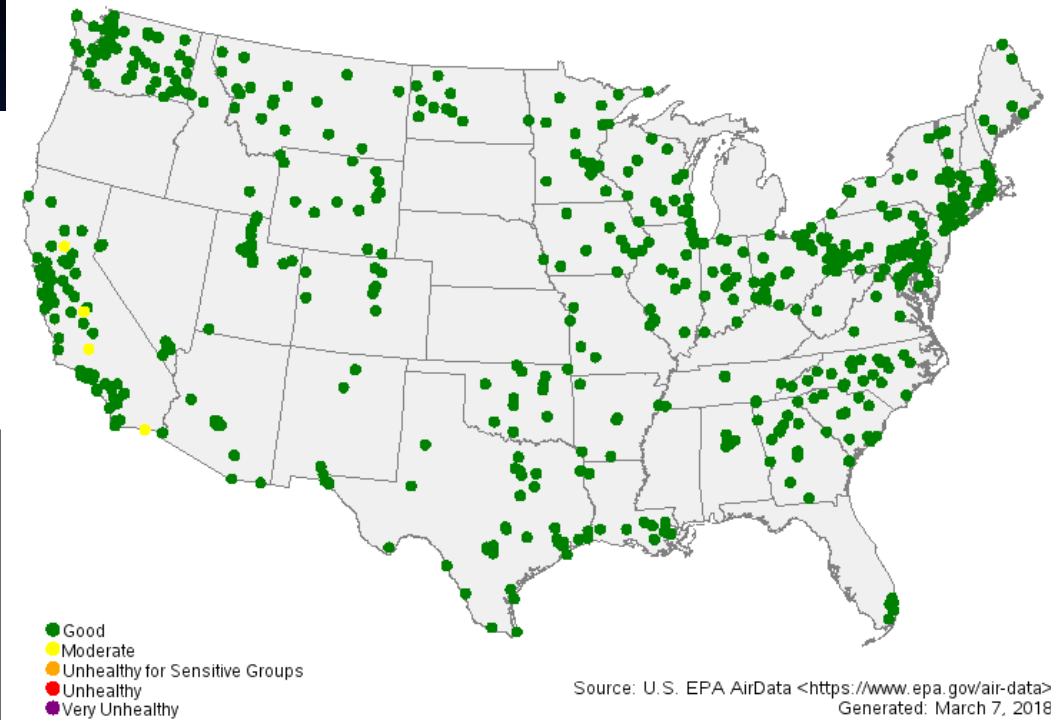 Good
Moderate
Unhealthy for Sensitive Groups
Unhealthy
Very Unhealthy
Source: U.S. EPA AirData <https://www.epa.gov/air-data>
Generated: March 7, 2018